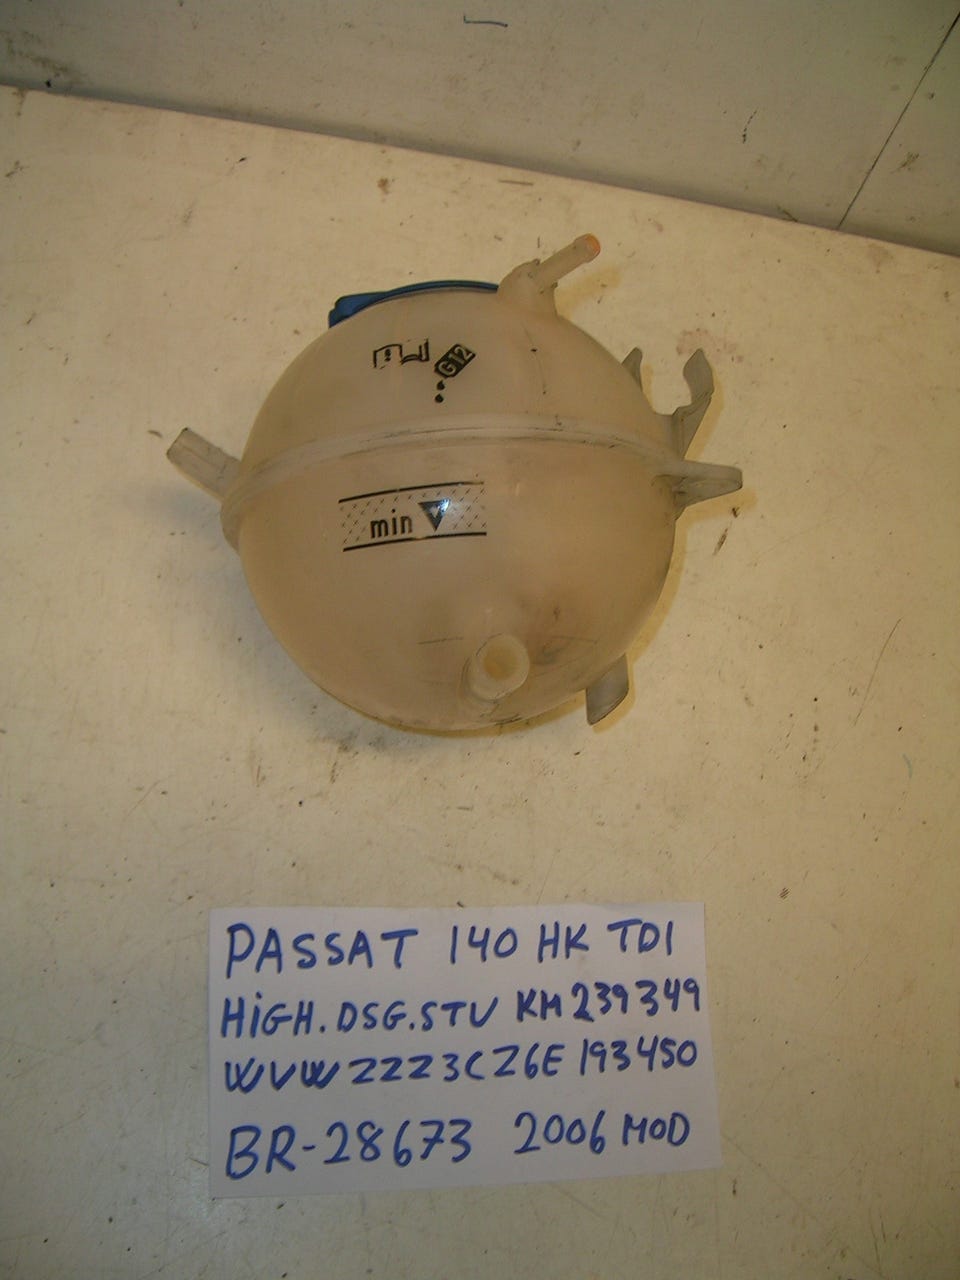 G12
min
PASSAT 140 HK TDI
HiGH.DSG.STV KM 239349
WVWZZZ3CZ6E193450
BR-28673 2006 MOD